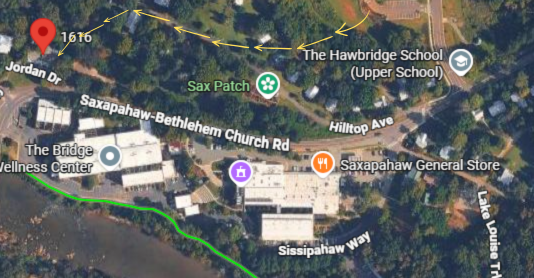 1616
The Hawbridge School
(Upper School)
Jordan Dr
Sax Patch
Saxapahaw-Bethlehem Church Rd
Hilltop Ave
The Bridge
Wellness Center
Saxapahaw General Store
Lake Louise Trl
Sissipahaw Way